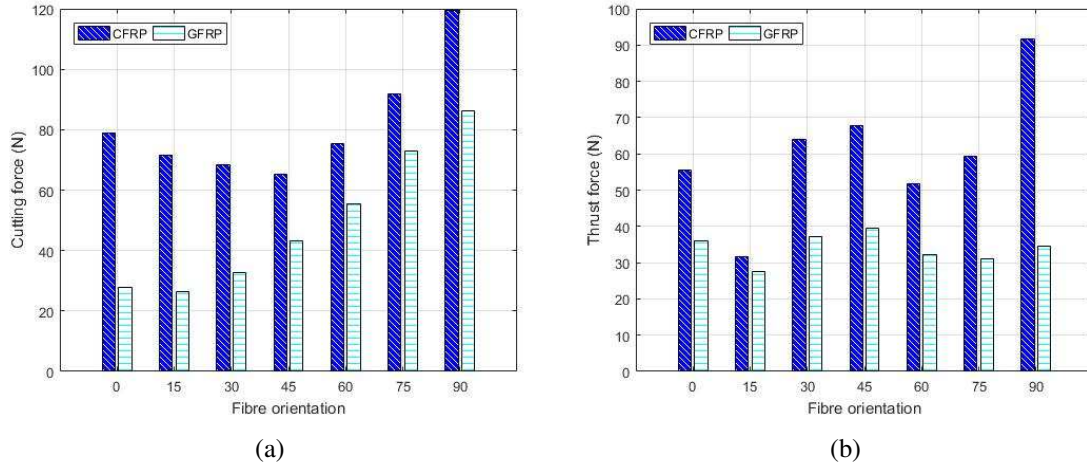 120
100
80
60
40
20
0
Cutting force (N)
CFRP GFRP
0 15 30 45 60 75 90
Fibre orientation
(a)
100
90
80
70
60
50
40
30
20
10
0
Thrust force (N)
CFRP GFRP
0 15 30 45 60 75 90
Fibre orientation
(b)